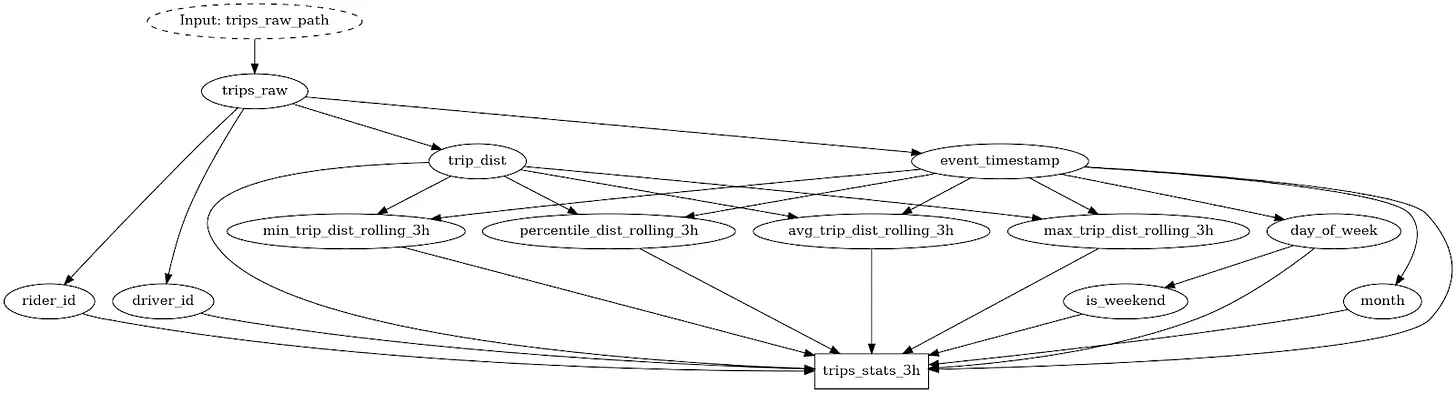 Input: trips_raw_path
trips_raw
trip_dist
event_timestamp
min_trip_dist_rolling_3h
percentile_dist_rolling_3h
avg_trip_dist_rolling_3h
max_trip_dist_rolling_3h
day_of_week
rider_id
driver_id
is_weekend
month
trips_stats_3h